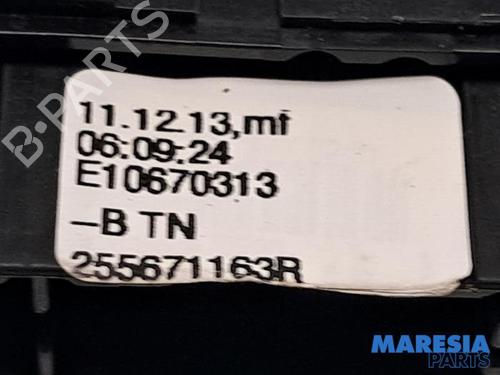 B-PARTS
11.12.13,mf
06:09:24
E10670313
-B TN
255671163R
MARESIA
PARTS